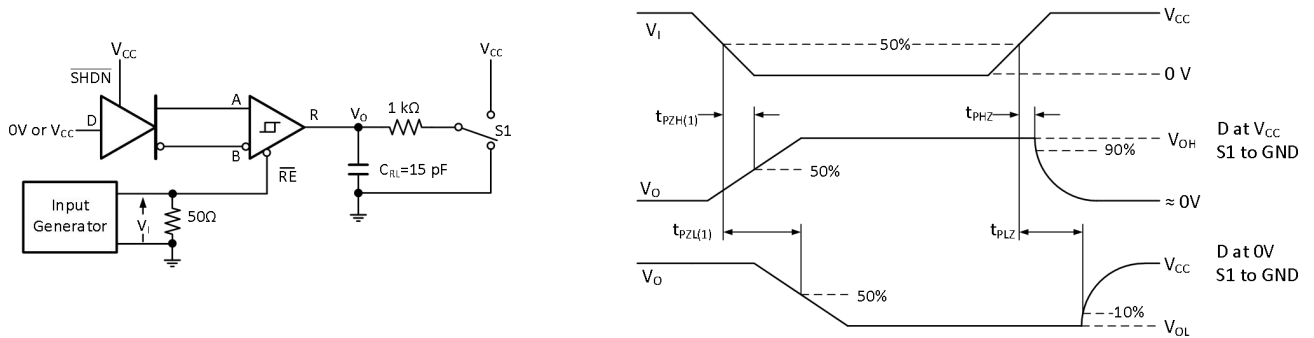 V_CC
SHDN
D
0V or V_CC
A
B
R
RE
V_O
1 kΩ
V_CC
S1
C_RL=15 pF
Input
Generator
V_I
50Ω
V_I
50%
V_CC
0 V
t_PZH(1)
t_PHZ
V_O
50%
V_OH
90%
≈ 0V
D at V_CC
S1 to GND
t_PZL(1)
t_PLZ
V_O
50%
V_CC
-10%
V_OL
D at 0V
S1 to GND